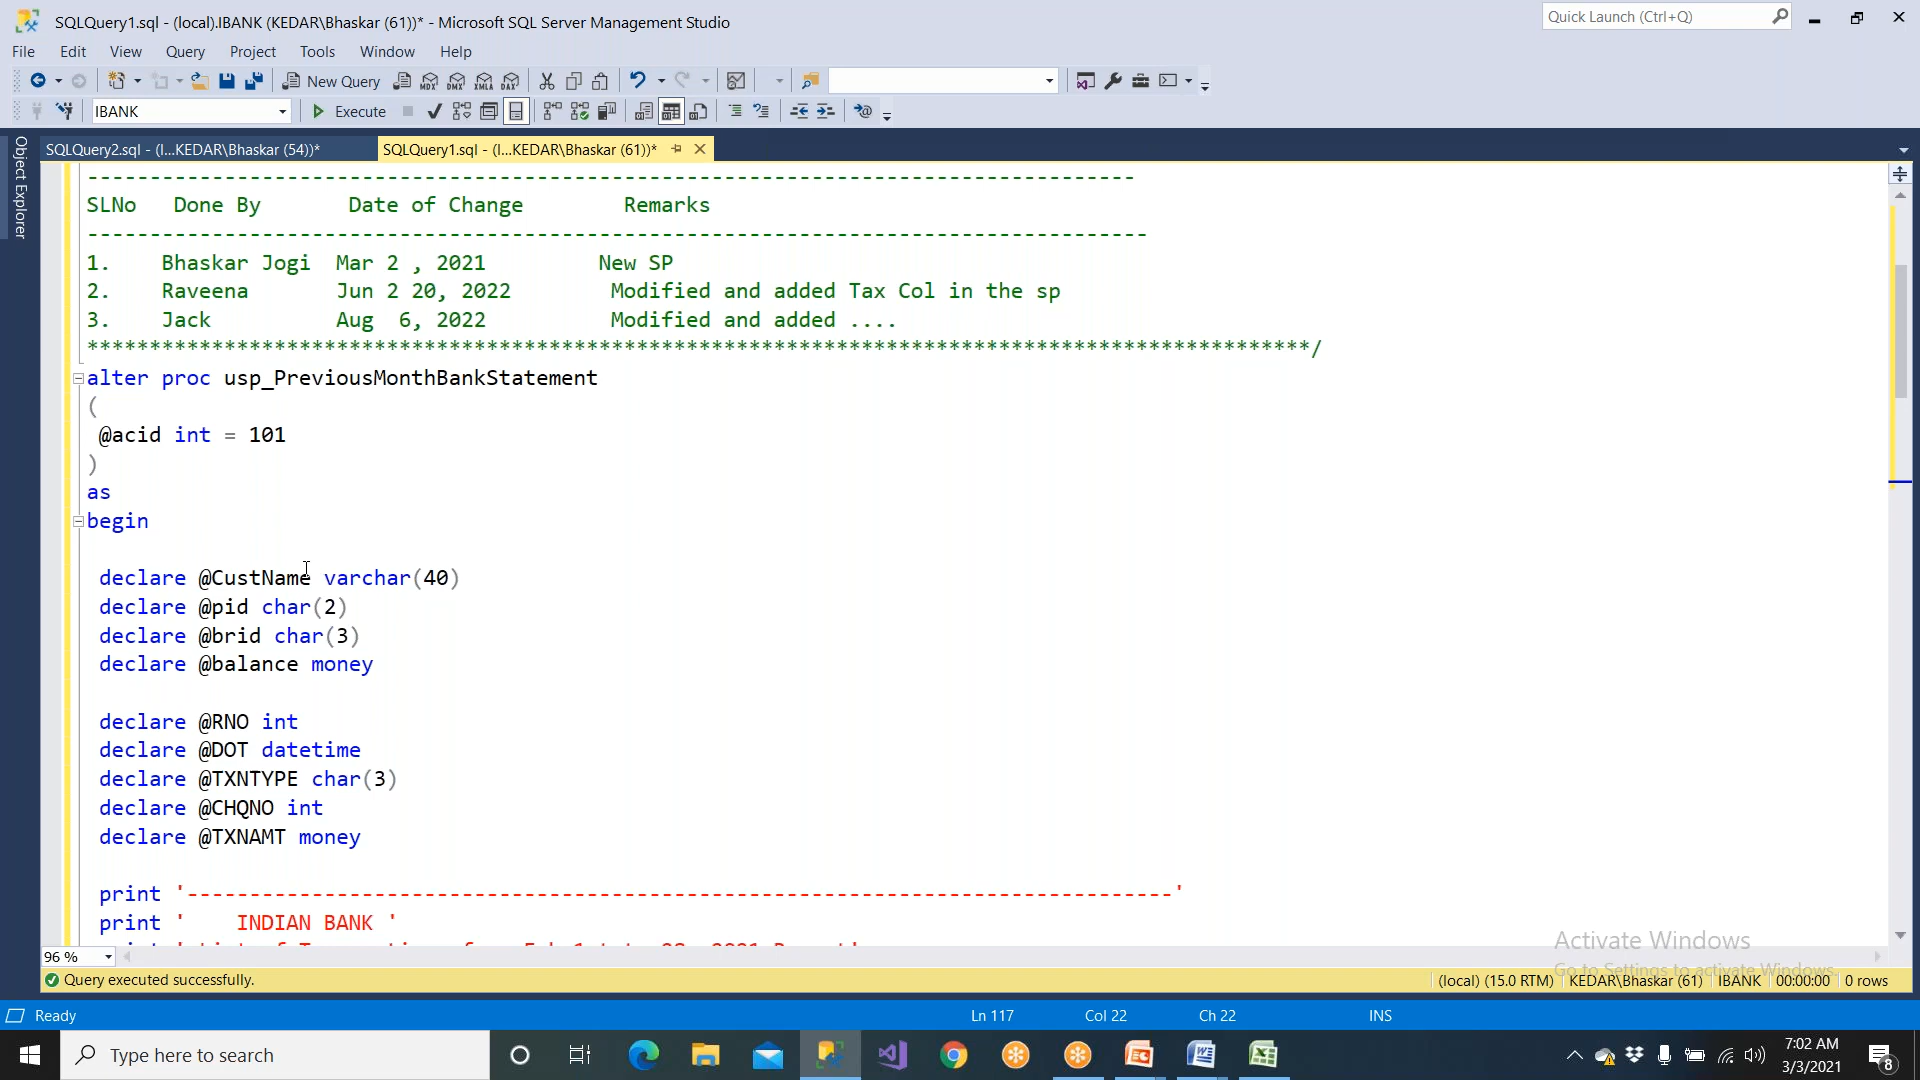 SQLQuery1.sql - (local).IBANK (KEDAR\Bhaskar (61))* - Microsoft SQL Server Management Studio
Quick Launch (Ctrl+Q)
File Edit View Query Project Tools Window Help
New Query
IBANK
Execute
SQLQuery2.sql - (l...KEDAR\Bhaskar (54))*
SQLQuery1.sql - (l...KEDAR\Bhaskar (61))*
Object Explorer
--------------------------------------------------------------------------------------
SLNo Done By Date of Change Remarks
--------------------------------------------------------------------------------------
1. Bhaskar Jogi Mar 2 , 2021 New SP
2. Raveena Jun 2 20, 2022 Modified and added Tax Col in the sp
3. Jack Aug 6, 2022 Modified and added ....
**************************************************************************************************/
alter proc usp_PreviousMonthBankStatement
(
@acid int = 101
)
as
begin
declare @CustName varchar(40)
declare @pid char(2)
declare @brid char(3)
declare @balance money
declare @RNO int
declare @DOT datetime
declare @TXNTYPE char(3)
declare @CHQNO int
declare @TXNAMT money
print '-------------------------------------------------------------------------------'
print ' INDIAN BANK '
Activate Windows
Go to Settings to activate Windows.
96 %
Query executed successfully.
(local) (15.0 RTM) KEDAR\Bhaskar (61) IBANK 00:00:00 0 rows
Ready
Ln 117 Col 22 Ch 22 INS
Type here to search
7:02 AM
3/3/2021
8